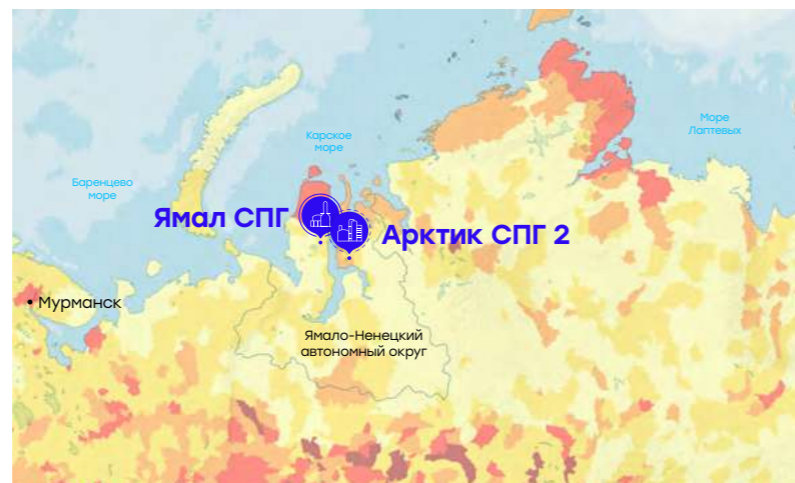 Море
Лаптевых
Карское
море
Баренцево
море
Ямал СПГ
Арктик СПГ 2
Мурманск
Ямало-Ненецкий
автономный округ